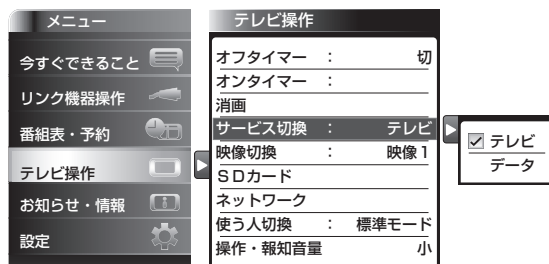 メニュー
今すぐできること
リンク機器操作
番組表・予約
テレビ操作
お知らせ・情報
設定
テレビ操作
オフタイマー : 切
オンタイマー :
消画
サービス切換 : テレビ
映像切換 : 映像1
SDカード
ネットワーク
使う人切換 : 標準モード
操作・報知音量 小
テレビ
データ